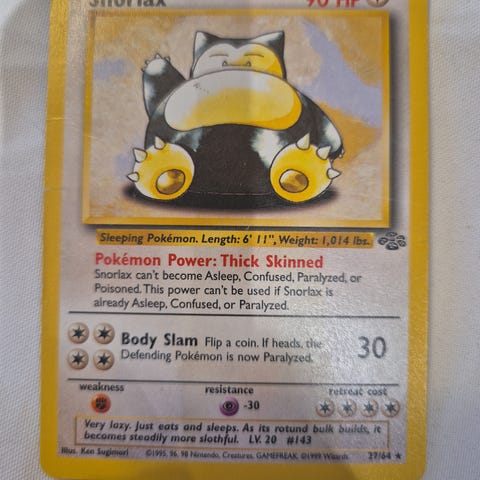 Snorlax 90 HP
Sleeping Pokémon. Length: 6' 11", Weight: 1,014 lbs.
Pokémon Power: Thick Skinned
Snorlax can't become Asleep, Confused, Paralyzed, or
Poisoned. This power can't be used if Snorlax is
already Asleep, Confused, or Paralyzed.
Body Slam Flip a coin. If heads, the 30
Defending Pokémon is now Paralyzed.
weakness resistance retreat cost
-30
Very lazy. Just eats and sleeps. As its rotund bulk builds, it
becomes steadily more slothful. LV. 20 #143
Illus. Ken Sugimori ©1995, 96, 98 Nintendo, Creatures, GAMEFREAK. ©1999 Wizards. 27/64 ★